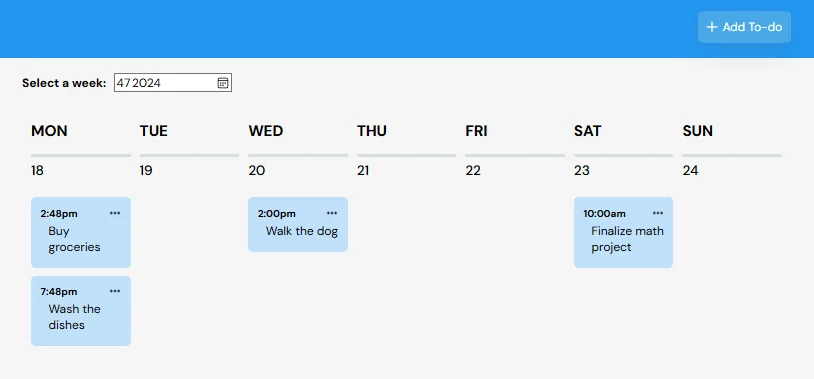 Add To-do
Select a week: 47 2024
MON TUE WED THU FRI SAT SUN
18 19 20 21 22 23 24
2:48pm
Buy
groceries
7:48pm
Wash the
dishes
2:00pm
Walk the dog
10:00am
Finalize math
project